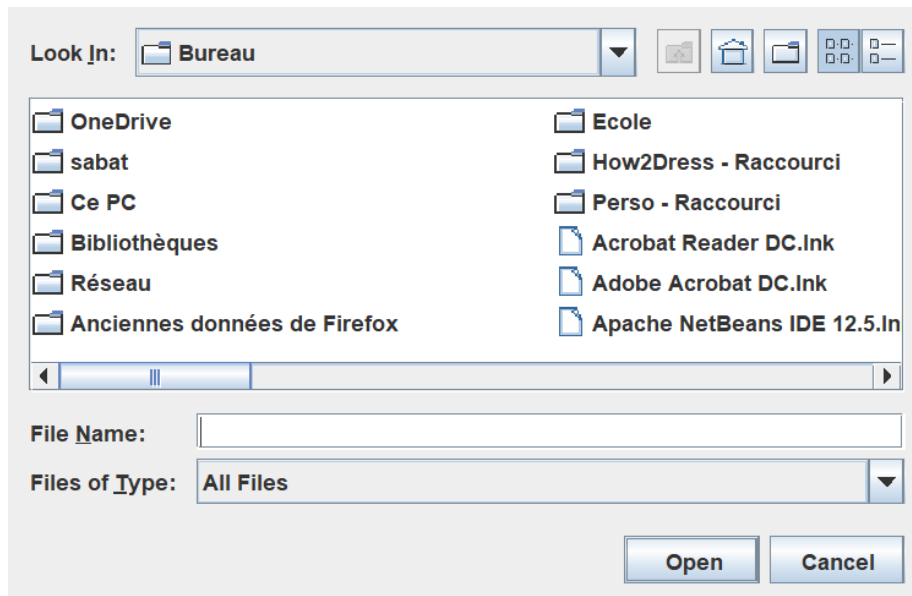 Look In: Bureau
OneDrive
sabat
Ce PC
Bibliothèques
Réseau
Anciennes données de Firefox
Ecole
How2Dress - Raccourci
Perso - Raccourci
Acrobat Reader DC.lnk
Adobe Acrobat DC.lnk
Apache NetBeans IDE 12.5.ln
File Name:
Files of Type: All Files
Open Cancel